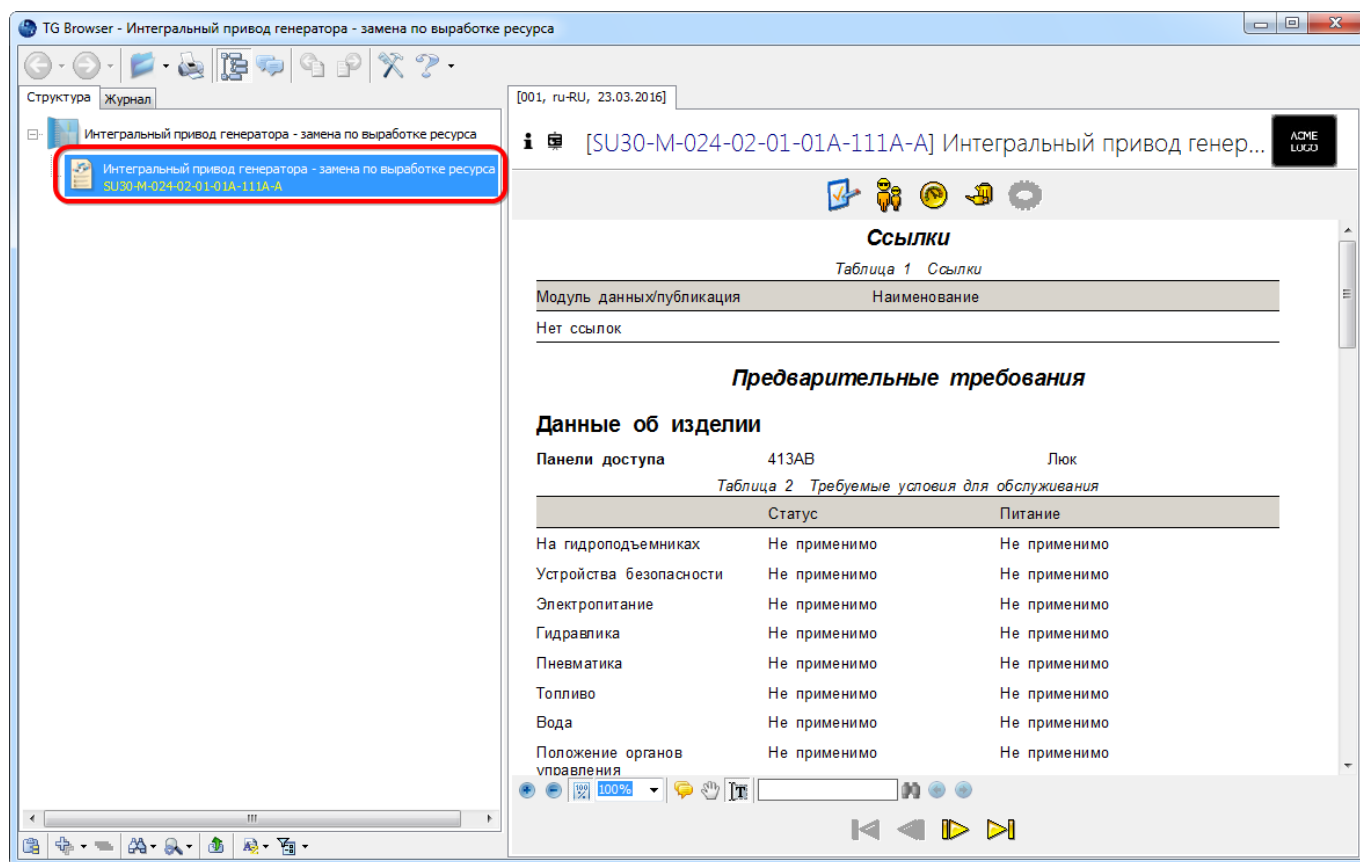 TG Browser - Интегральный привод генератора - замена по выработке ресурса
Структура
Журнал
Интегральный привод генератора - замена по выработке ресурса
Интегральный привод генератора - замена по выработке ресурса
SU30-M-024-02-01-01A-111A-A
[001, ru-RU, 23.03.2016]
[SU30-M-024-02-01-01A-111A-A] Интегральный привод генер...
ACME
LOGO
Ссылки
Таблица 1 Ссылки
Модуль данных/публикация Наименование
Нет ссылок
Предварительные требования
Данные об изделии
Панели доступа 413AB Люк
Таблица 2 Требуемые условия для обслуживания
Статус Питание
На гидроподъемниках Не применимо Не применимо
Устройства безопасности Не применимо Не применимо
Электропитание Не применимо Не применимо
Гидравлика Не применимо Не применимо
Пневматика Не применимо Не применимо
Топливо Не применимо Не применимо
Вода Не применимо Не применимо
Положение органов Не применимо Не применимо
управления
100%